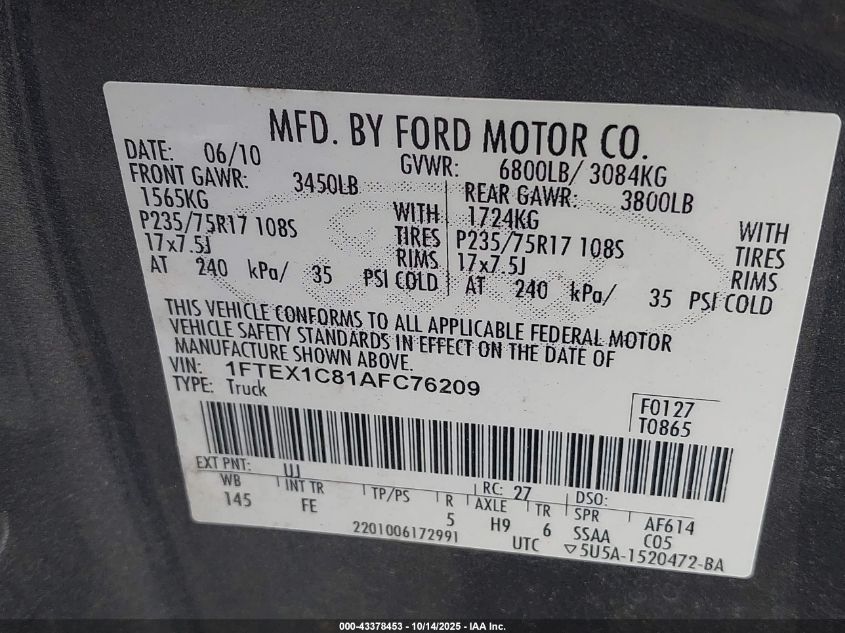 MFD. BY FORD MOTOR CO.
DATE: 06/10 GVWR: 6800LB/ 3084KG
FRONT GAWR: 3450LB REAR GAWR: 3800LB
1565KG WITH 1724KG WITH
P235/75R17 108S TIRES P235/75R17 108S TIRES
17x7.5J RIMS 17x7.5J RIMS
AT 240 kPa/ 35 PSI COLD AT 240 kPa/ 35 PSI COLD
THIS VEHICLE CONFORMS TO ALL APPLICABLE FEDERAL MOTOR
VEHICLE SAFETY STANDARDS IN EFFECT ON THE DATE OF
MANUFACTURE SHOWN ABOVE.
VIN: 1FTEX1C81AFC76209
TYPE: Truck
F0127
T0865
EXT PNT: UJ RC: 27 DSO:
WB INT TR TP/PS R AXLE TR SPR AF614
145 FE 5 H9 6 SSAA C05
2201006172991 UTC ▽5U5A-1520472-BA
000-43378453 | 10/14/2025 | IAA Inc.